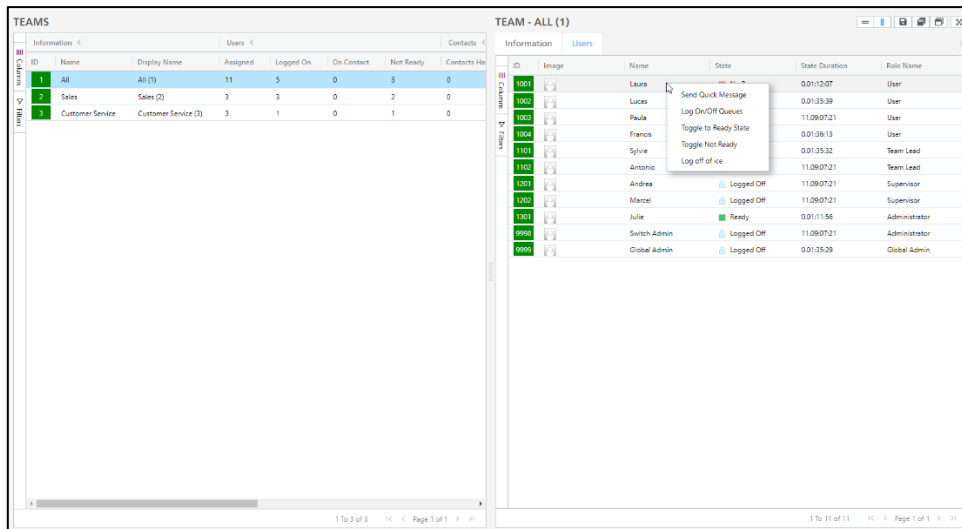 TEAMS
Information <
Users <
Contacts <
ID Name Display Name Assigned Logged On On Contact Not Ready Contacts Ha
1 All All (1) 11 5 0 3 0
2 Sales Sales (2) 3 3 0 2 0
3 Customer Service Customer Service (3) 3 1 0 1 0
Columns
Filters
1 To 3 of 3 Page 1 of 1
TEAM - ALL (1)
Information Users
ID Image Name State State Duration Role Name
1001 Laura 0.01:12:07 User
1002 Lucas 0.01:35:39 User
1003 Paula 11.09:07:21 User
1004 Francis 0.01:36:13 User
1101 Sylvie 0.01:35:32 Team Lead
1102 Antonio 11.09:07:21 Team Lead
1201 Andrea Logged Off 11.09:07:21 Supervisor
1202 Marcel Logged Off 11.09:07:21 Supervisor
1301 Julie Ready 0.01:11:56 Administrator
9998 Switch Admin Logged Off 11.09:07:21 Administrator
9999 Global Admin Logged Off 0.01:35:29 Global Admin
Send Quick Message
Log On/Off Queues
Toggle to Ready State
Toggle Not Ready
Log off of ice
Columns
Filters
1 To 11 of 11 Page 1 of 1